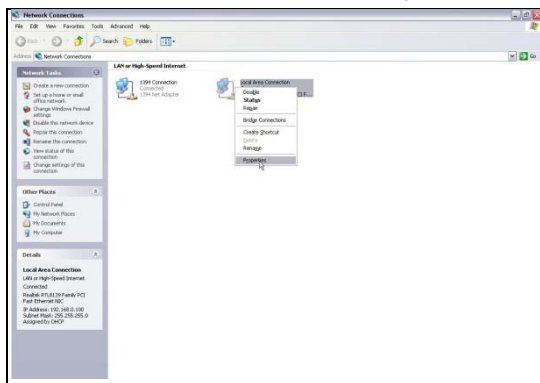 Network Connections
File Edit View Favorites Tools Advanced Help
Back Search Folders
Address Network Connections Go
LAN or High-Speed Internet
Network Tasks
Create a new connection
Set up a home or small
office network
Change Windows Firewall
settings
Disable this network device
Repair this connection
Rename this connection
View status of this
connection
Change settings of this
connection
Other Places
Control Panel
My Network Places
My Documents
My Computer
Details
Local Area Connection
LAN or High-Speed Internet
Connected
Realtek RTL8139 Family PCI
Fast Ethernet NIC
IP Address: 192.168.0.100
Subnet Mask: 255.255.255.0
Assigned by DHCP
1394 Connection
Connected
1394 Net Adapter
Local Area Connection
Disable
Status
Repair
Bridge Connections
Create Shortcut
Delete
Rename
Properties